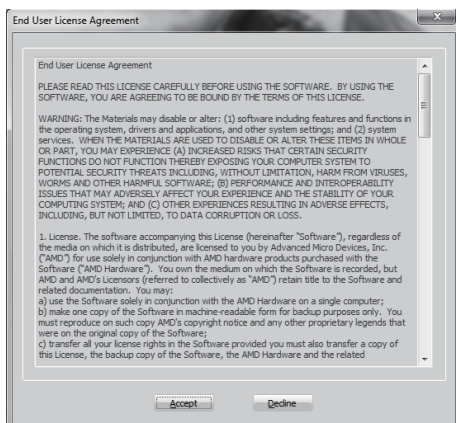 End User License Agreement
End User License Agreement
PLEASE READ THIS LICENSE CAREFULLY BEFORE USING THE SOFTWARE. BY USING THE
SOFTWARE, YOU ARE AGREEING TO BE BOUND BY THE TERMS OF THIS LICENSE.
WARNING: The Materials may disable or alter: (1) software including features and functions in
the operating system, drivers and applications, and other system settings; and (2) system
services. WHEN THE MATERIALS ARE USED TO DISABLE OR ALTER THESE ITEMS IN WHOLE
OR PART, YOU MAY EXPERIENCE (A) INCREASED RISKS THAT CERTAIN SECURITY
FUNCTIONS DO NOT FUNCTION THEREBY EXPOSING YOUR COMPUTER SYSTEM TO
POTENTIAL SECURITY THREATS INCLUDING, WITHOUT LIMITATION, HARM FROM VIRUSES,
WORMS AND OTHER HARMFUL SOFTWARE; (B) PERFORMANCE AND INTEROPERABILITY
ISSUES THAT MAY ADVERSELY AFFECT YOUR EXPERIENCE AND THE STABILITY OF YOUR
COMPUTING SYSTEM; AND (C) OTHER EXPERIENCES RESULTING IN ADVERSE EFFECTS,
INCLUDING, BUT NOT LIMITED, TO DATA CORRUPTION OR LOSS.
1. License. The software accompanying this License (hereinafter "Software"), regardless of
the media on which it is distributed, are licensed to you by Advanced Micro Devices, Inc.
("AMD") for use solely in conjunction with AMD hardware products purchased with the
Software ("AMD Hardware"). You own the medium on which the Software is recorded, but
AMD and AMD's Licensors (referred to collectively as "AMD") retain title to the Software and
related documentation. You may:
a) use the Software solely in conjunction with the AMD Hardware on a single computer;
b) make one copy of the Software in machine-readable form for backup purposes only. You
must reproduce on such copy AMD's copyright notice and any other proprietary legends that
were on the original copy of the Software;
c) transfer all your license rights in the Software provided you must also transfer a copy of
this License, the backup copy of the Software, the AMD Hardware and the related
Accept Decline